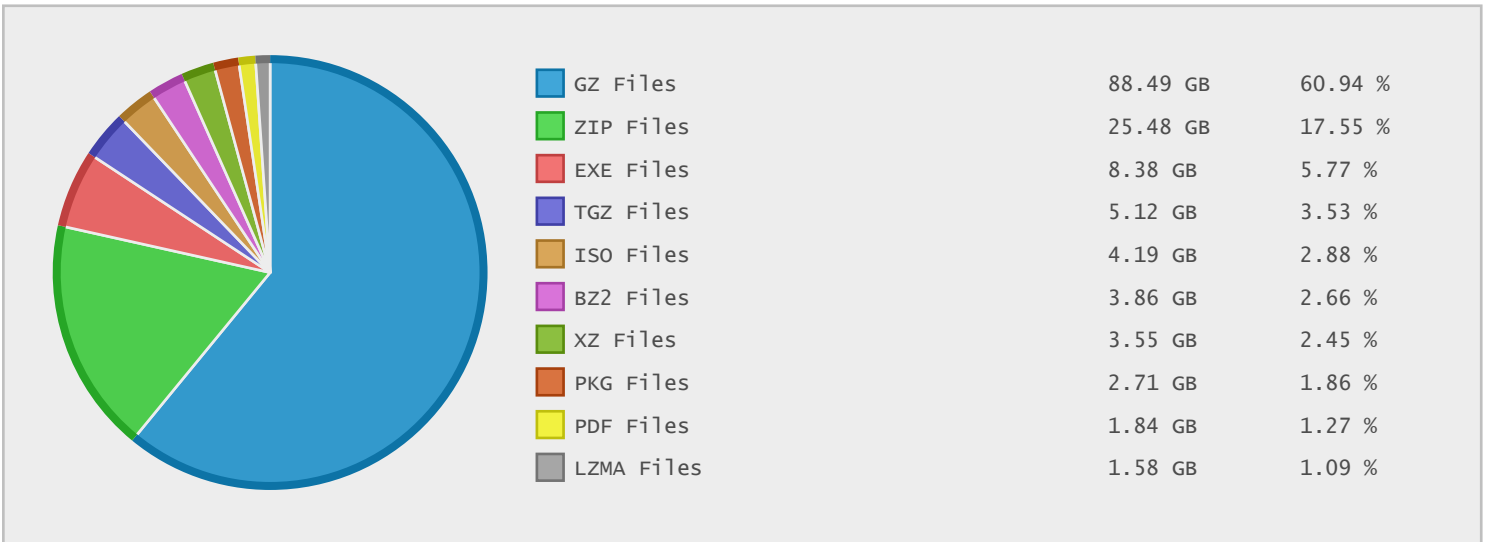 GZ Files 88.49 GB 60.94 %
ZIP Files 25.48 GB 17.55 %
EXE Files 8.38 GB 5.77 %
TGZ Files 5.12 GB 3.53 %
ISO Files 4.19 GB 2.88 %
BZ2 Files 3.86 GB 2.66 %
XZ Files 3.55 GB 2.45 %
PKG Files 2.71 GB 1.86 %
PDF Files 1.84 GB 1.27 %
LZMA Files 1.58 GB 1.09 %